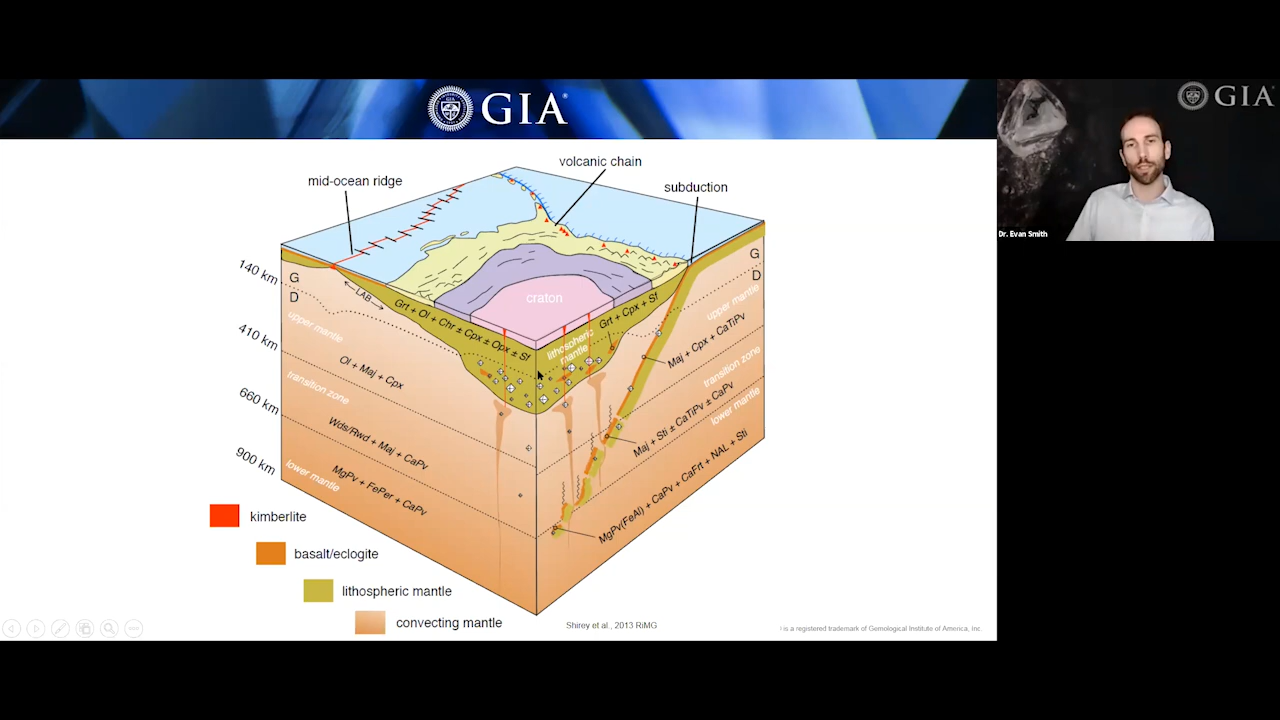 GIA
GIA
Dr. Evan Smith
volcanic chain
mid-ocean ridge
subduction
140 km
G
D
LAB
G
D
craton
Grt + Ol + Chr ± Cpx ± Opx ± Sf
Grt + Cpx + Sf
lithospheric
mantle
upper mantle
upper mantle
410 km
Ol + Maj + Cpx
Maj + Cpx + CaTiPv
transition zone
transition zone
660 km
Wds/Rwd + Maj + CaPv
Maj + Sti ± CaTiPv ± CaPv
lower mantle
900 km
lower mantle
MgPv + FePer + CaPv
MgPv(FeAl) + CaPv + CaFrt + NAL + Sti
kimberlite
basalt/eclogite
lithospheric mantle
convecting mantle
Shirey et al., 2013 RiMG
is a registered trademark of Gemological Institute of America, Inc.